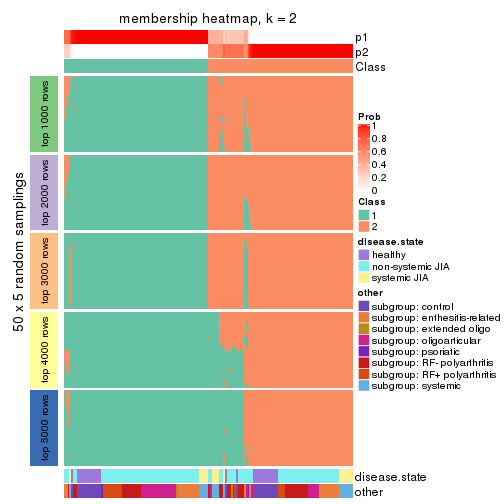 membership heatmap, k = 2
p1
p2
Class
top 1000 rows
top 2000 rows
top 3000 rows
top 4000 rows
top 5000 rows
50 x 5 random samplings
disease.state
other
Prob
1
0.8
0.6
0.4
0.2
0
Class
1
2
disease.state
healthy
non-systemic JIA
systemic JIA
other
subgroup: control
subgroup: enthesitis-related
subgroup: extended oligo
subgroup: oligoarticular
subgroup: psoriatic
subgroup: RF- polyarthritis
subgroup: RF+ polyarthritis
subgroup: systemic